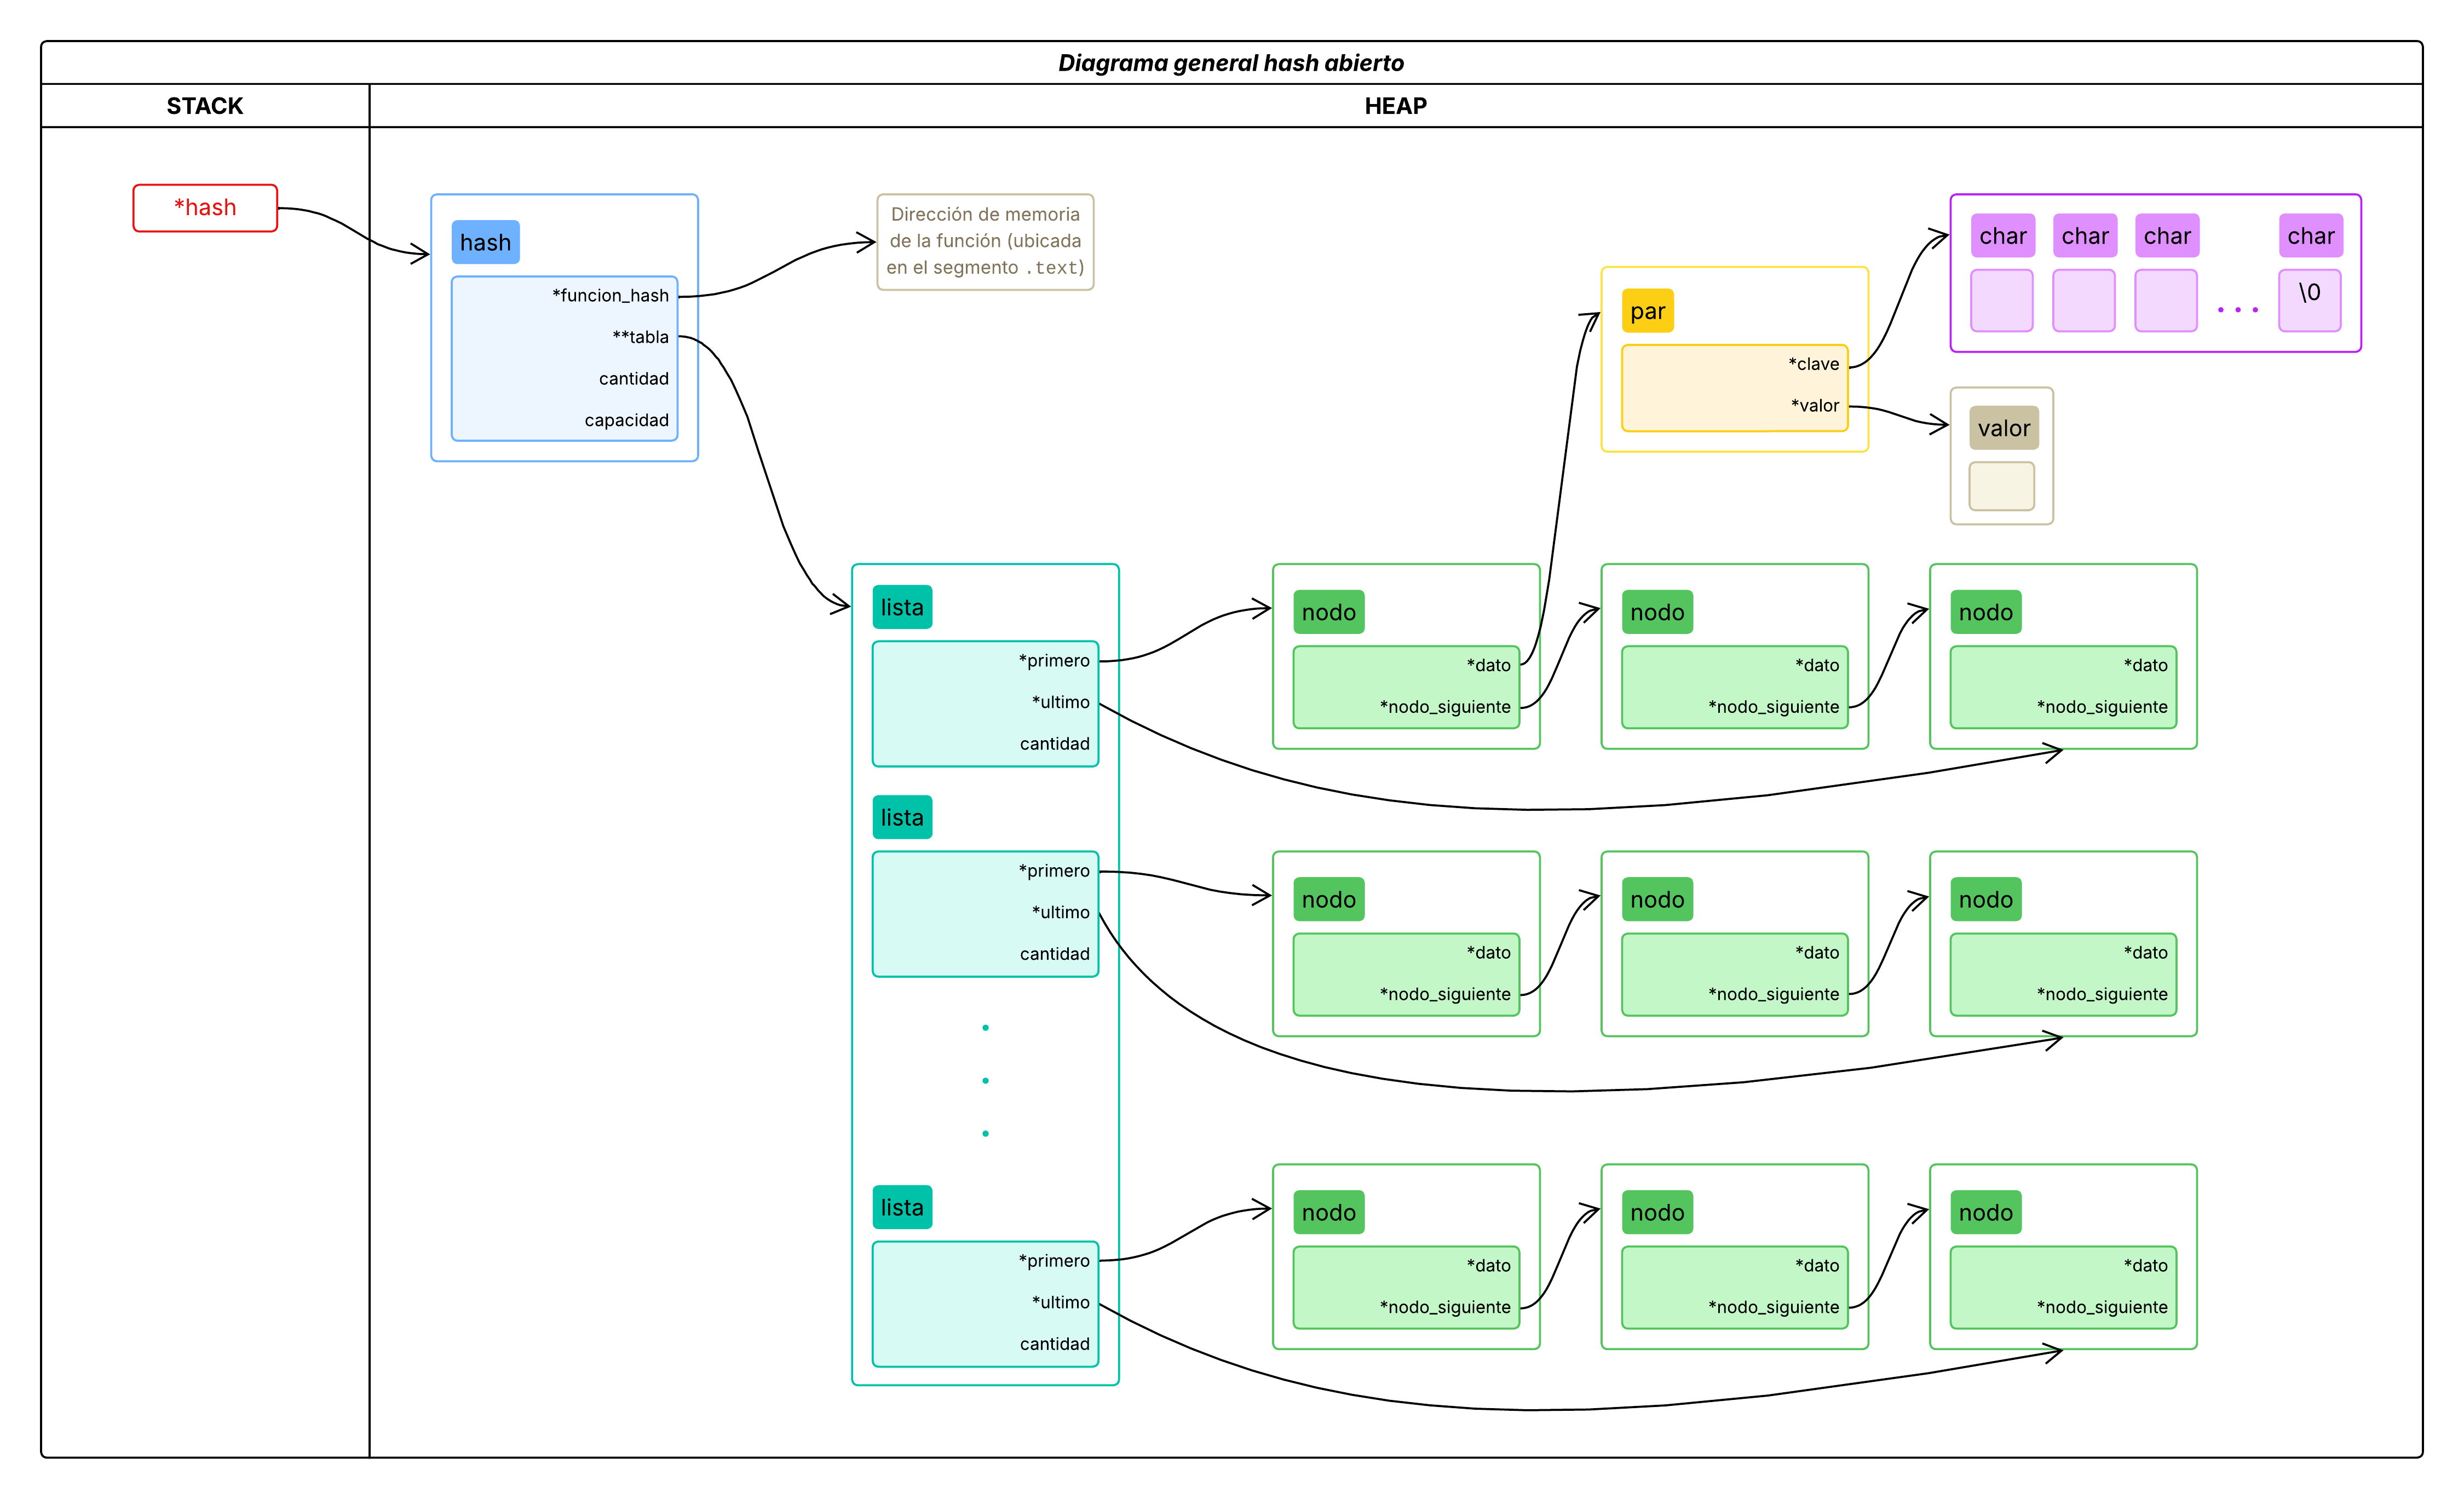 Diagrama general hash abierto
STACK
HEAP
*hash
hash
*funcion_hash
**tabla
cantidad
capacidad
Dirección de memoria
de la función (ubicada
en el segmento .text)
par
*clave
*valor
char char char char
\0
. . .
valor
lista
*primero
*ultimo
cantidad
nodo
*dato
*nodo_siguiente
nodo
*dato
*nodo_siguiente
nodo
*dato
*nodo_siguiente
lista
*primero
*ultimo
cantidad
nodo
*dato
*nodo_siguiente
nodo
*dato
*nodo_siguiente
nodo
*dato
*nodo_siguiente
.
.
.
lista
*primero
*ultimo
cantidad
nodo
*dato
*nodo_siguiente
nodo
*dato
*nodo_siguiente
nodo
*dato
*nodo_siguiente